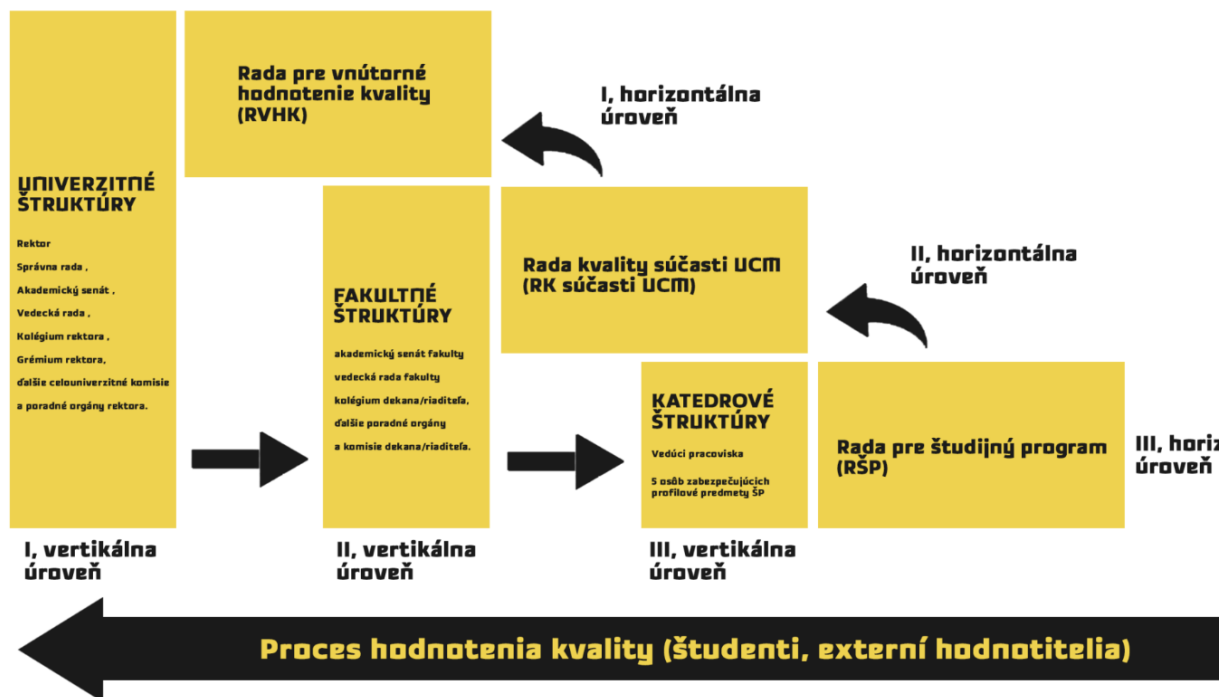 Rada pre vnútorné
hodnotenie kvality
(RVHK)
I, horizontálna
úroveň
UNIVERZITNÉ
ŠTRUKTÚRY
Rektor
Správna rada ,
Akademický senát ,
Vedecká rada ,
Kolégium rektora ,
Grémium rektora,
ďalšie celouniverzitné komisie
a poradné orgány rektora.
Rada kvality súčasti UCM
(RK súčasti UCM)
II, horizontálna
úroveň
FAKULTNÉ
ŠTRUKTÚRY
akademický senát fakulty
vedecká rada fakulty
kolégium dekana/riaditeľa,
ďalšie poradné orgány
a komisie dekana/riaditeľa.
KATEDROVÉ
ŠTRUKTÚRY
Vedúci pracoviska
5 osôb zabezpečujúcich
profilové predmety ŠP
Rada pre študijný program
(RŠP)
III,
úroveň
I, vertikálna
úroveň
II, vertikálna
úroveň
III, vertikálna
úroveň
Proces hodnotenia kvality (študenti, externí hodnotitelia)